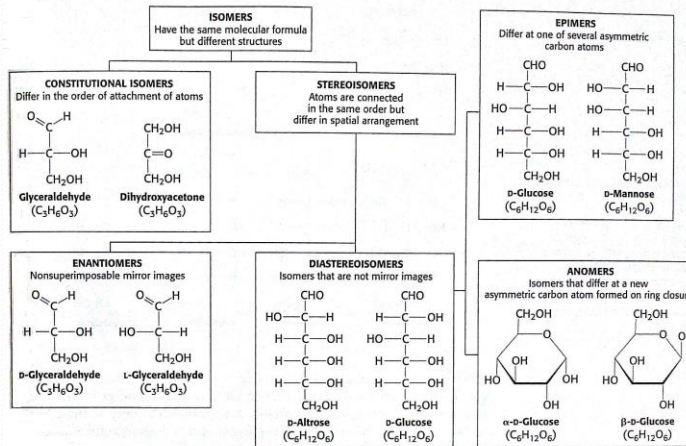 ISOMERS
Have the same molecular formula
but different structures
CONSTITUTIONAL ISOMERS
Differ in the order of attachment of atoms
O
H
C
H
C
OH
CH₂OH
Glyceraldehyde
(C₃H₆O₃)
CH₂OH
C=O
CH₂OH
Dihydroxyacetone
(C₃H₆O₃)
STEREOISOMERS
Atoms are connected
in the same order but
differ in spatial arrangement
EPIMERS
Differ at one of several asymmetric
carbon atoms
CHO
H C OH
HO C H
H C OH
H C OH
CH₂OH
D-Glucose
(C₆H₁₂O₆)
CHO
HO C H
HO C H
H C OH
H C OH
CH₂OH
D-Mannose
(C₆H₁₂O₆)
ENANTIOMERS
Nonsuperimposable mirror images
O
H
C
H C OH
CH₂OH
D-Glyceraldehyde
(C₃H₆O₃)
O
H
C
HO C H
CH₂OH
L-Glyceraldehyde
(C₃H₆O₃)
DIASTEREOISOMERS
Isomers that are not mirror images
CHO
HO C H
H C OH
H C OH
H C OH
CH₂OH
D-Altrose
(C₆H₁₂O₆)
CHO
H C OH
HO C H
H C OH
H C OH
CH₂OH
D-Glucose
(C₆H₁₂O₆)
ANOMERS
Isomers that differ at a new
asymmetric carbon atom formed on ring closu
CH₂OH
O
OH
HO
OH
OH
α-D-Glucose
(C₆H₁₂O₆)
CH₂OH
O
O
OH
HO
OH
β-D-Glucose
(C₆H₁₂O₆)